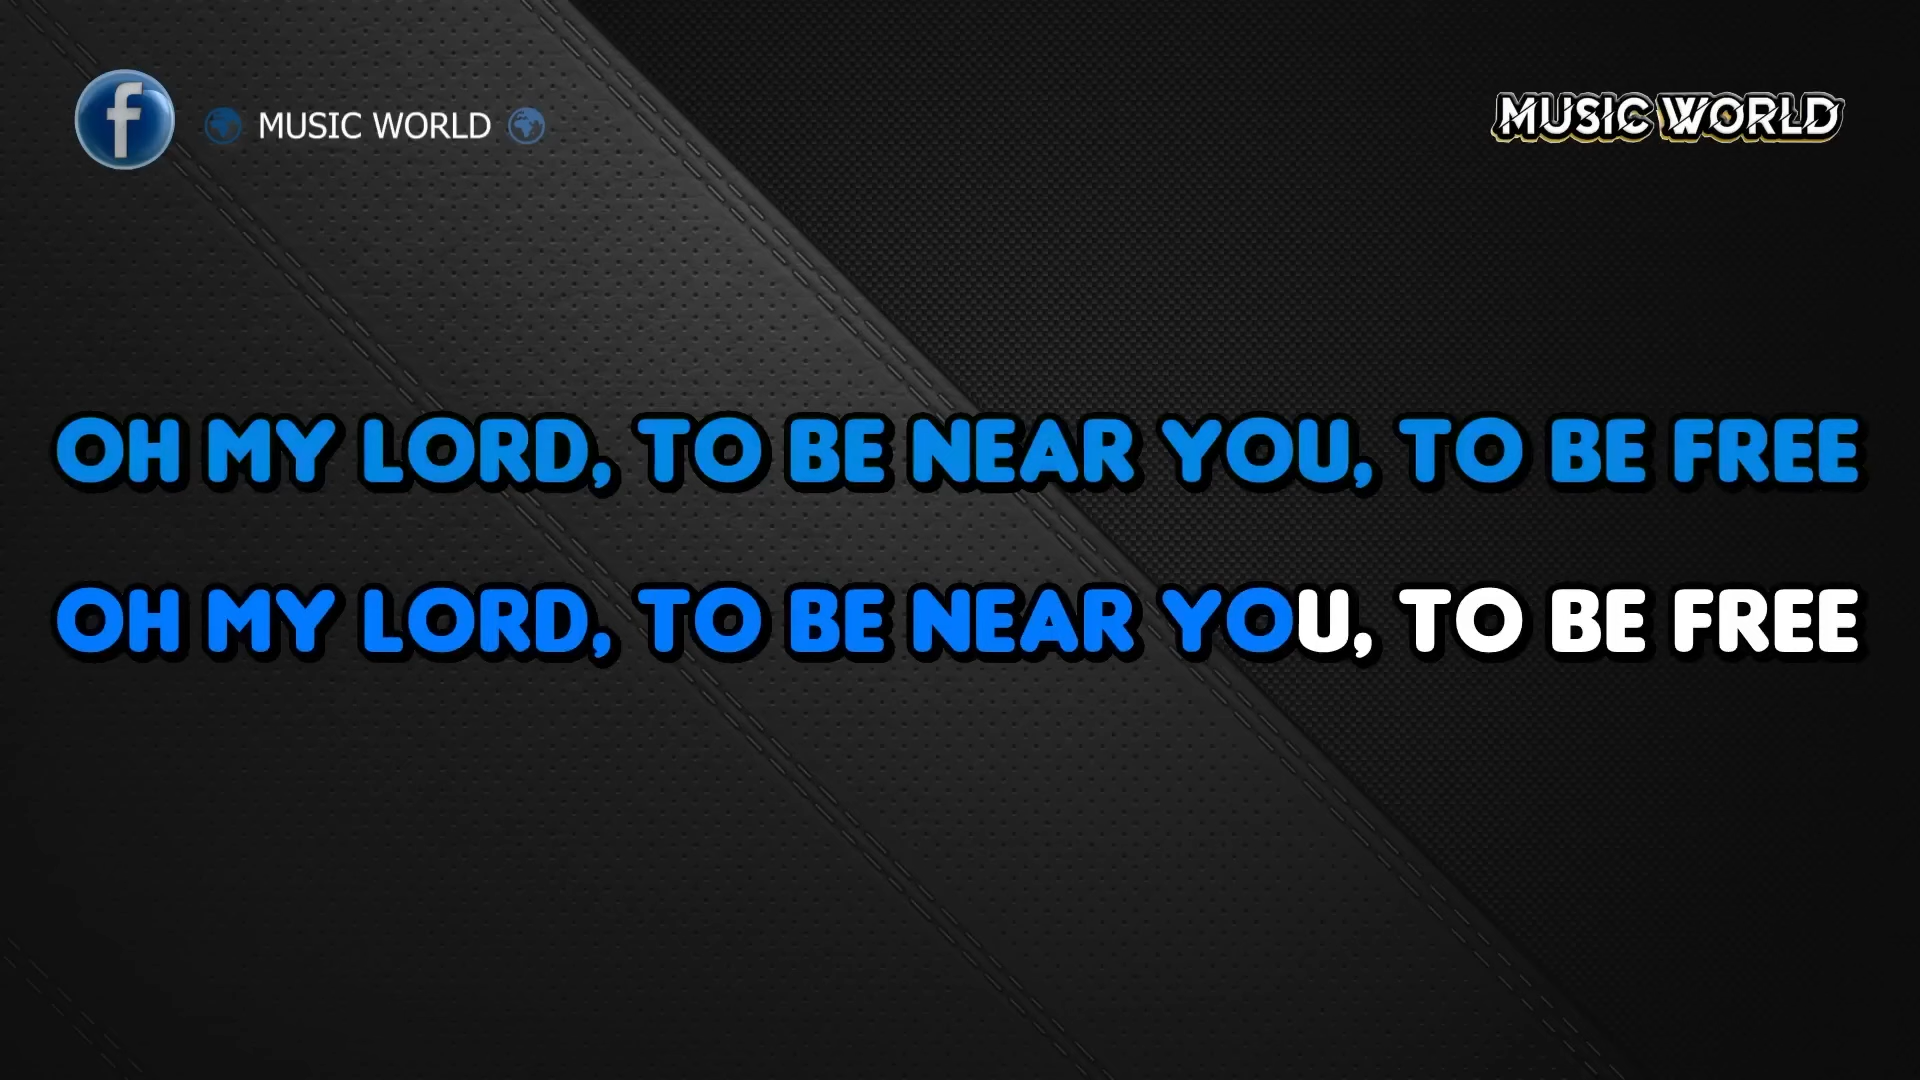 f MUSIC WORLD
MUSIC WORLD
OH MY LORD, TO BE NEAR YOU, TO BE FREE
OH MY LORD, TO BE NEAR YOU, TO BE FREE